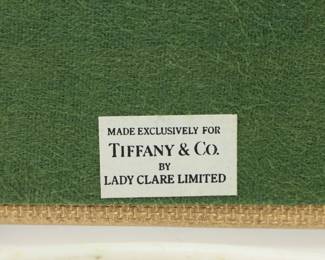 MADE EXCLUSIVELY FOR
TIFFANY & CO.
BY
LADY CLARE LIMITED